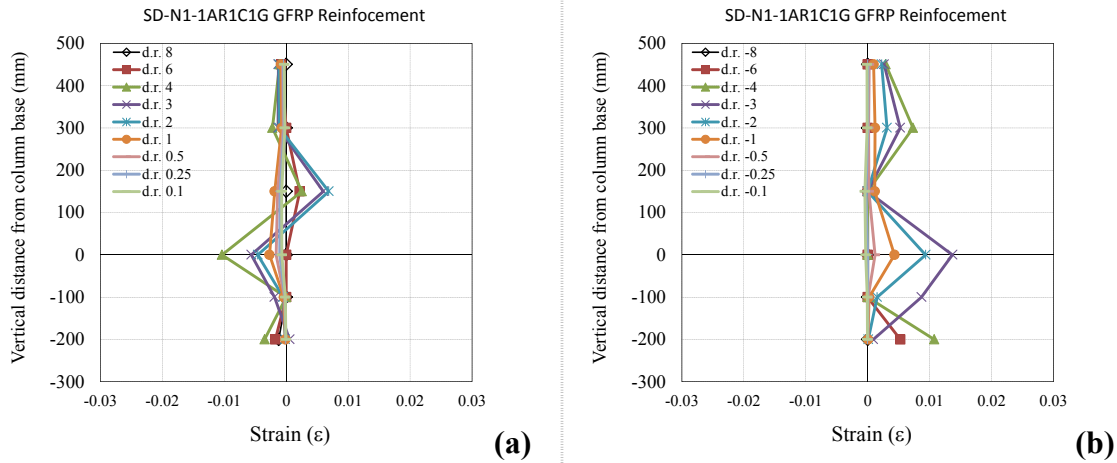 SD-N1-1AR1C1G GFRP Reinfocement
Vertical distance from column base (mm)
500
400
300
200
100
0
-100
-200
-300
d.r. 8
d.r. 6
d.r. 4
d.r. 3
d.r. 2
d.r. 1
d.r. 0.5
d.r. 0.25
d.r. 0.1
-0.03 -0.02 -0.01 0 0.01 0.02 0.03
Strain (ε)
(a)
SD-N1-1AR1C1G GFRP Reinfocement
Vertical distance from column base (mm)
500
400
300
200
100
0
-100
-200
-300
d.r. -8
d.r. -6
d.r. -4
d.r. -3
d.r. -2
d.r. -1
d.r. -0.5
d.r. -0.25
d.r. -0.1
-0.03 -0.02 -0.01 0 0.01 0.02 0.03
Strain (ε)
(b)